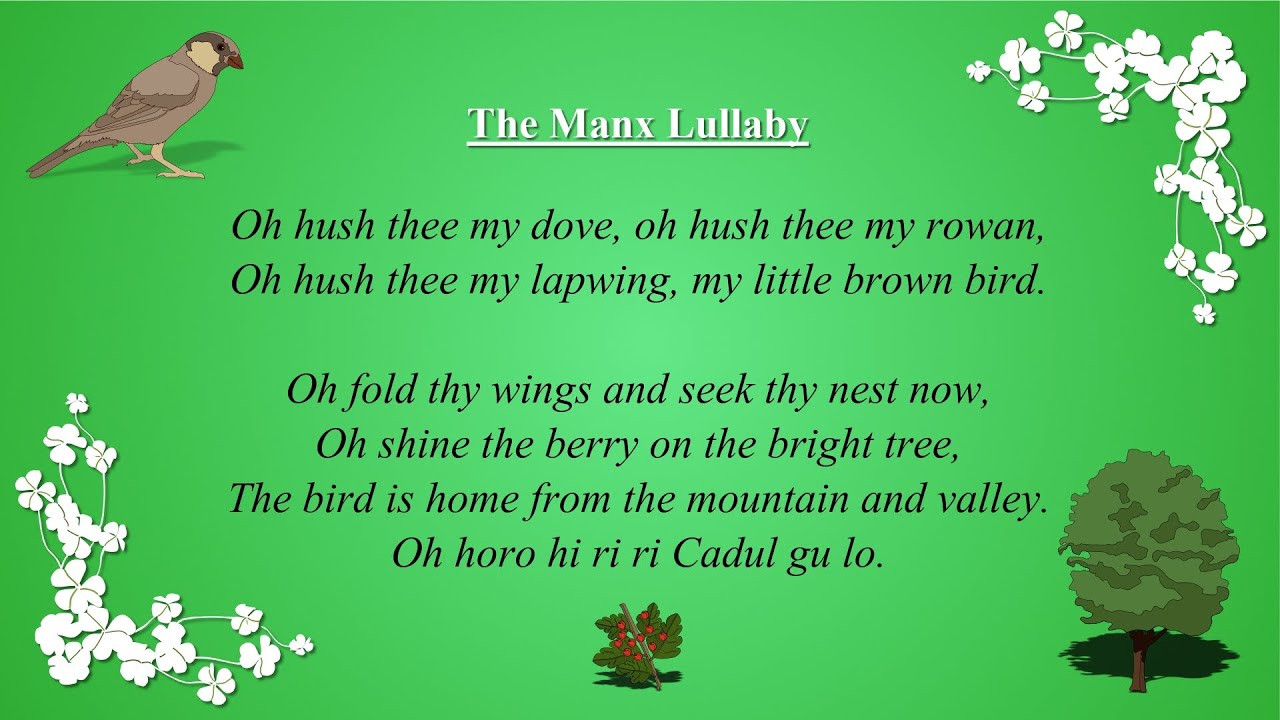 The Manx Lullaby
Oh hush thee my dove, oh hush thee my rowan,
Oh hush thee my lapwing, my little brown bird.
Oh fold thy wings and seek thy nest now,
Oh shine the berry on the bright tree,
The bird is home from the mountain and valley.
Oh horo hi ri ri Cadul gu lo.